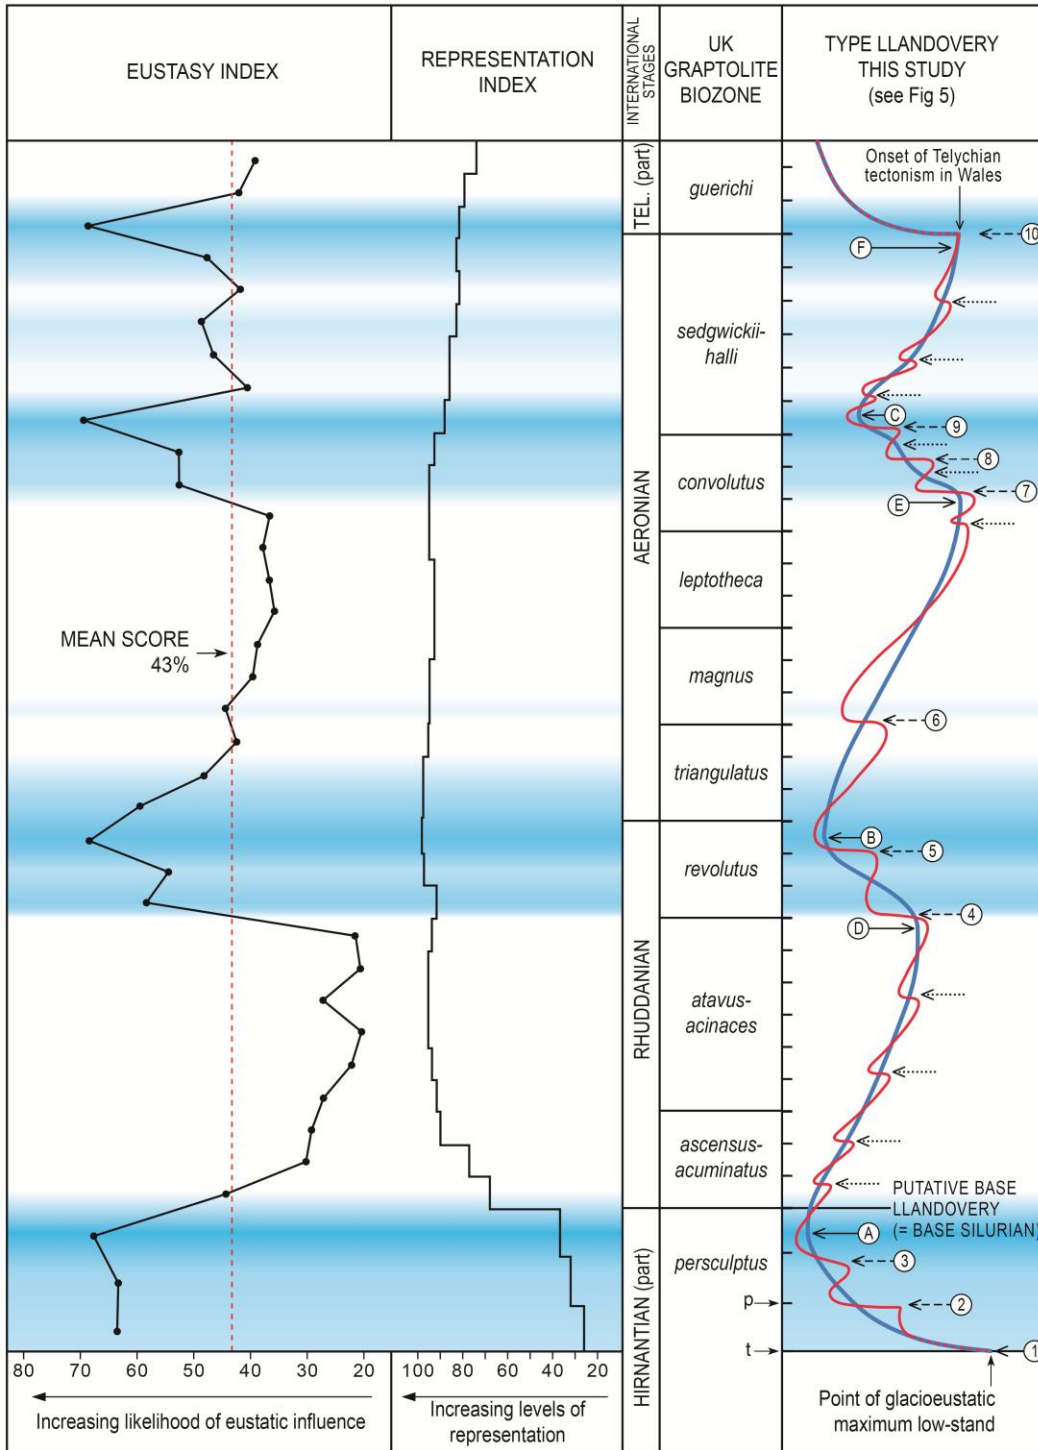 EUSTASY INDEX
REPRESENTATION
INDEX
INTERNATIONAL
STAGES
UK
GRAPTOLITE
BIOZONE
TYPE LLANDOVERY
THIS STUDY
(see Fig 5)
TEL. (part)
AERONIAN
RHUDDANIAN
HIRNANTIAN (part)
guerichi
sedgwickii-
halli
convolutus
leptotheca
magnus
triangulatus
revolutus
atavus-
acinaces
ascensus-
acuminatus
persculptus
MEAN SCORE
43%
Onset of Telychian
tectonism in Wales
10
F
C
9
8
7
E
6
B
5
4
D
PUTATIVE BASE
LLANDOVERY
(= BASE SILURIAN)
A
3
p
2
t
1
80 70 60 50 40 30 20
100 80 60 40 20
Increasing likelihood of eustatic influence
Increasing levels of
representation
Point of glacioeustatic
maximum low-stand